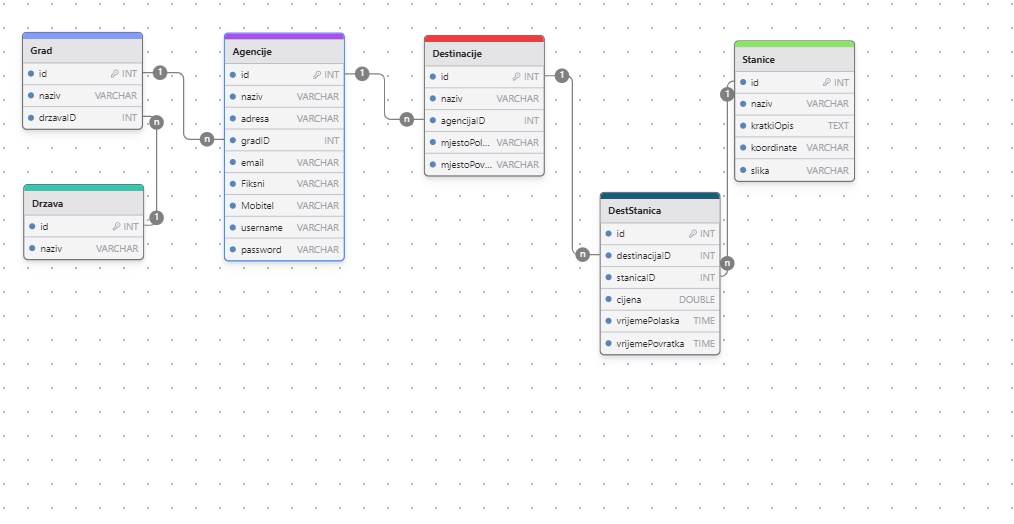 Grad
id INT
naziv VARCHAR
drzavaID INT
1
n
Drzava
id INT
naziv VARCHAR
1
n
Agencije
id INT
naziv VARCHAR
adresa VARCHAR
gradID INT
email VARCHAR
Fiksni VARCHAR
Mobitel VARCHAR
username VARCHAR
password VARCHAR
1
n
Destinacije
id INT
naziv VARCHAR
agencijaID INT
mjestoPol... VARCHAR
mjestoPov... VARCHAR
1
n
DestStanica
id INT
destinacijaID INT
stanicaID INT
cijena DOUBLE
vrijemePolaska TIME
vrijemePovratka TIME
n
1
Stanice
id INT
naziv VARCHAR
kratkiOpis TEXT
koordinate VARCHAR
slika VARCHAR